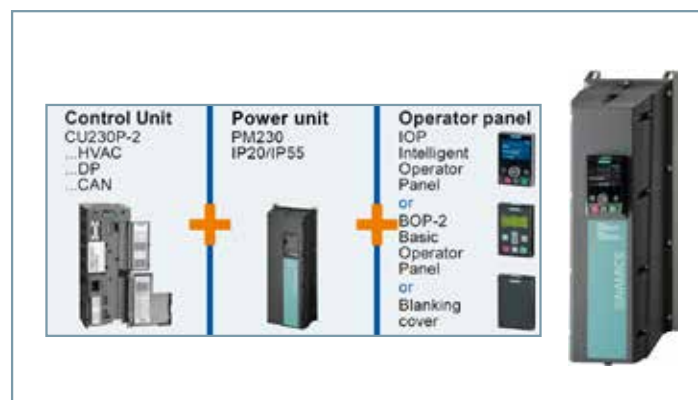 Control Unit
CU230P-2
...HVAC
...DP
...CAN
Power unit
PM230
IP20/IP55
Operator panel
IOP
Intelligent
Operator
Panel
or
BOP-2
Basic
Operator
Panel
or
Blanking
cover
SINAMICS